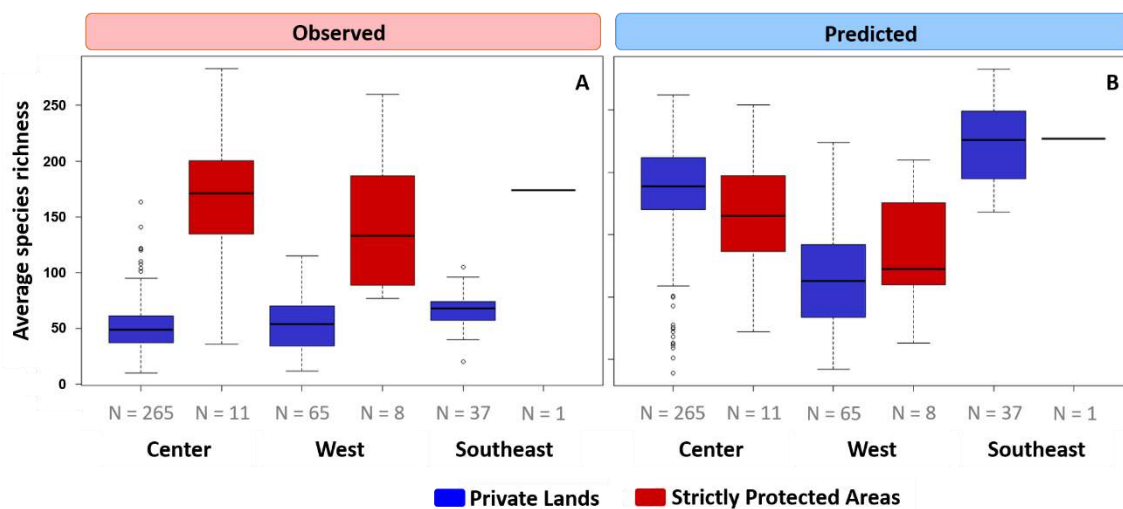 Observed
Predicted
A
B
Average species richness
250
200
150
100
50
0
N = 265 N = 11 N = 65 N = 8 N = 37 N = 1
N = 265 N = 11 N = 65 N = 8 N = 37 N = 1
Center West Southeast
Center West Southeast
Private Lands Strictly Protected Areas